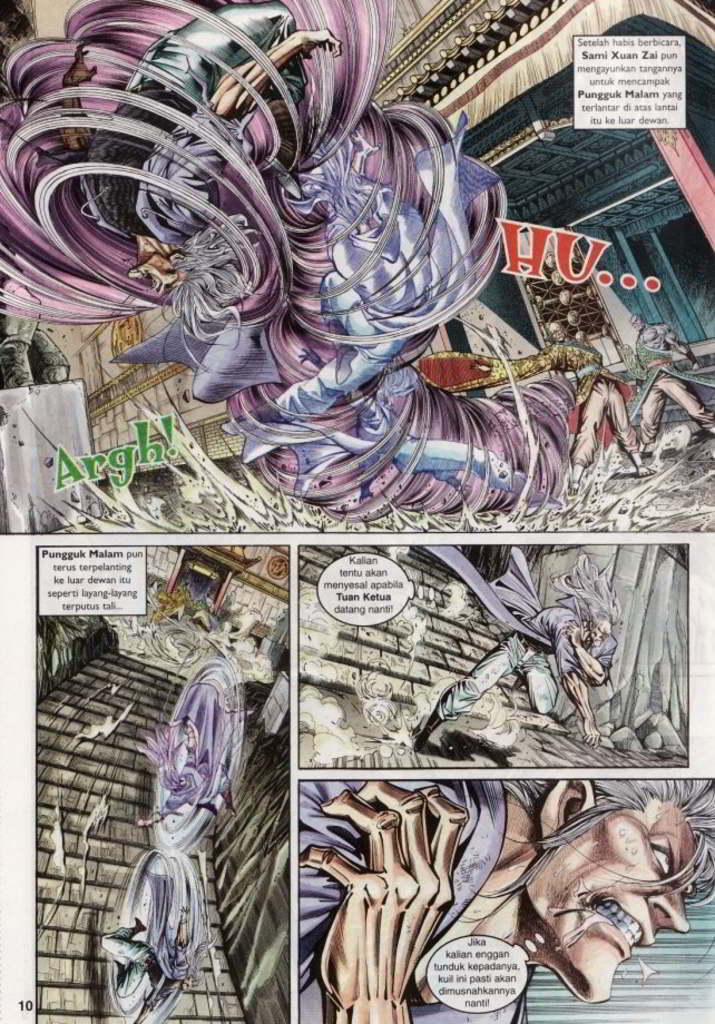 Setelah habis berbicara,
Sami Xuan Zai pun
mengayunkan tangannya
untuk mencampak
Pungguk Malam yang
terlantar di atas lantai
itu ke luar dewan.
HU...
Argh!
Pungguk Malam pun
terus terpelanting
ke luar dewan itu
seperti layang-layang
terputus tali...
Kalian
tentu akan
menyesal apabila
Tuan Ketua
datang nanti!
Jika
kalian enggan
tunduk kepadanya,
kuil ini pasti akan
dimusnahkannya
nanti!
10